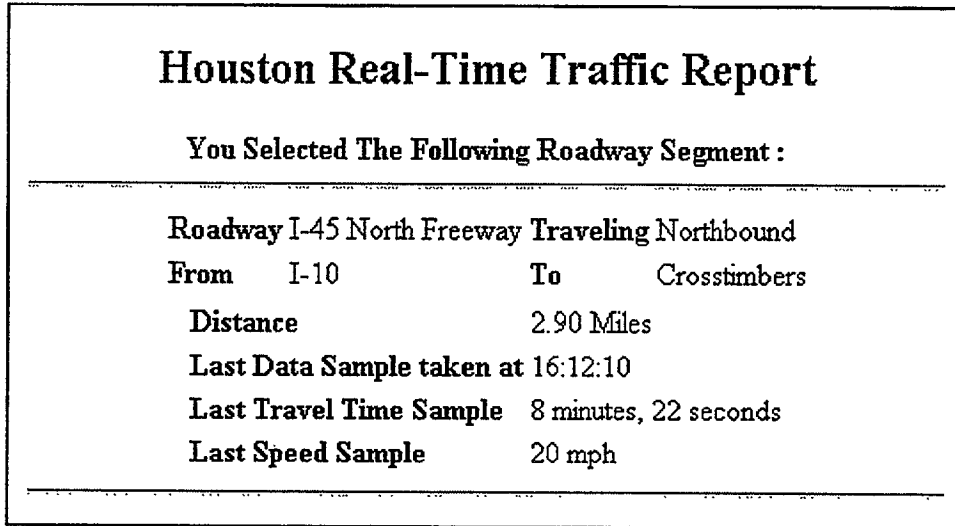 Houston Real-Time Traffic Report
You Selected The Following Roadway Segment :
Roadway I-45 North Freeway Traveling Northbound
From I-10 To Crosstimbers
Distance 2.90 Miles
Last Data Sample taken at 16:12:10
Last Travel Time Sample 8 minutes, 22 seconds
Last Speed Sample 20 mph